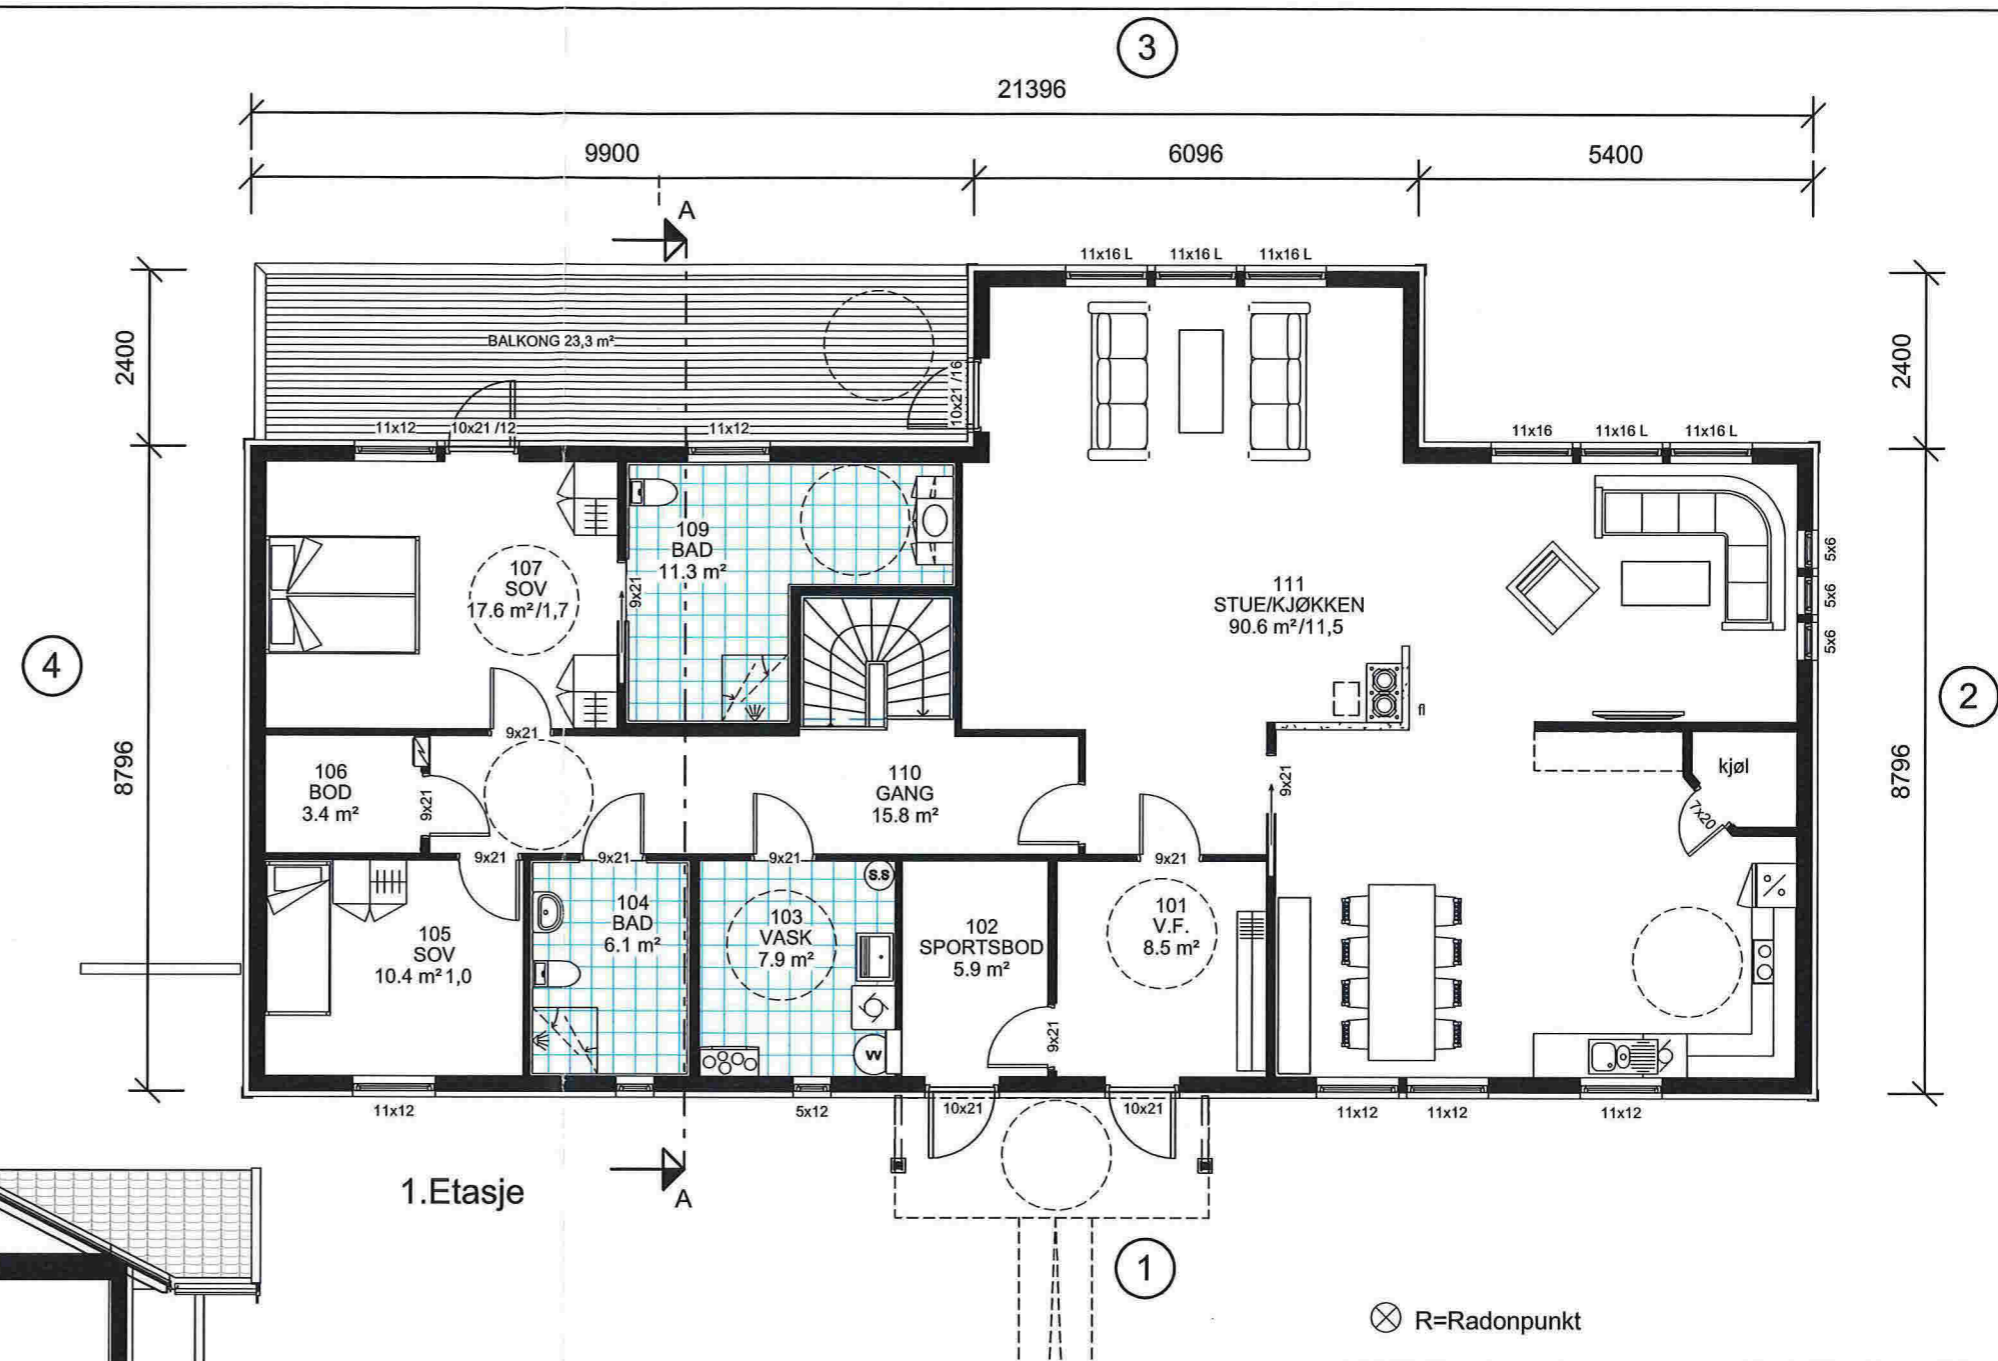 3
21396
9900
6096
5400
A
11x16 L
11x16 L
11x16 L
2400
2400
BALKONG 23,3 m²
10x21 /16
11x12
10x21 /12
11x12
11x16
11x16 L
11x16 L
109
BAD
11.3 m²
107
SOV
17.6 m²/1,7
9x21
111
STUE/KJØKKEN
90.6 m²/11,5
5x6
5x6
5x6
4
2
fl
9x21
106
BOD
3.4 m²
9x21
110
GANG
15.8 m²
9x21
kjøl
7x20
8796
8796
9x21
9x21
9x21
9x21
S.S
105
SOV
10.4 m² 1,0
104
BAD
6.1 m²
103
VASK
7.9 m²
102
SPORTSBOD
5.9 m²
101
V.F.
8.5 m²
%
9x21
VV
11x12
5x12
10x21
10x21
11x12
11x12
11x12
1.Etasje
A
1
R=Radonpunkt